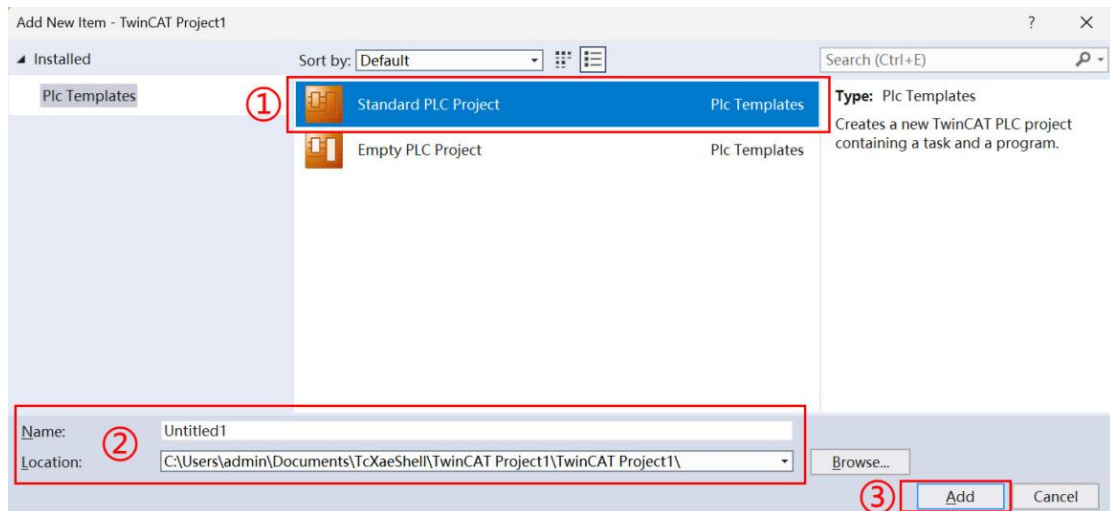 Add New Item - TwinCAT Project1 ? ×
Installed
Sort by: Default
Search (Ctrl+E)
Plc Templates
① Standard PLC Project Plc Templates
Type: Plc Templates
Creates a new TwinCAT PLC project
containing a task and a program.
Empty PLC Project Plc Templates
Name: ② Untitled1
Location: C:\Users\admin\Documents\TcXaeShell\TwinCAT Project1\TwinCAT Project1\ Browse...
③ Add Cancel